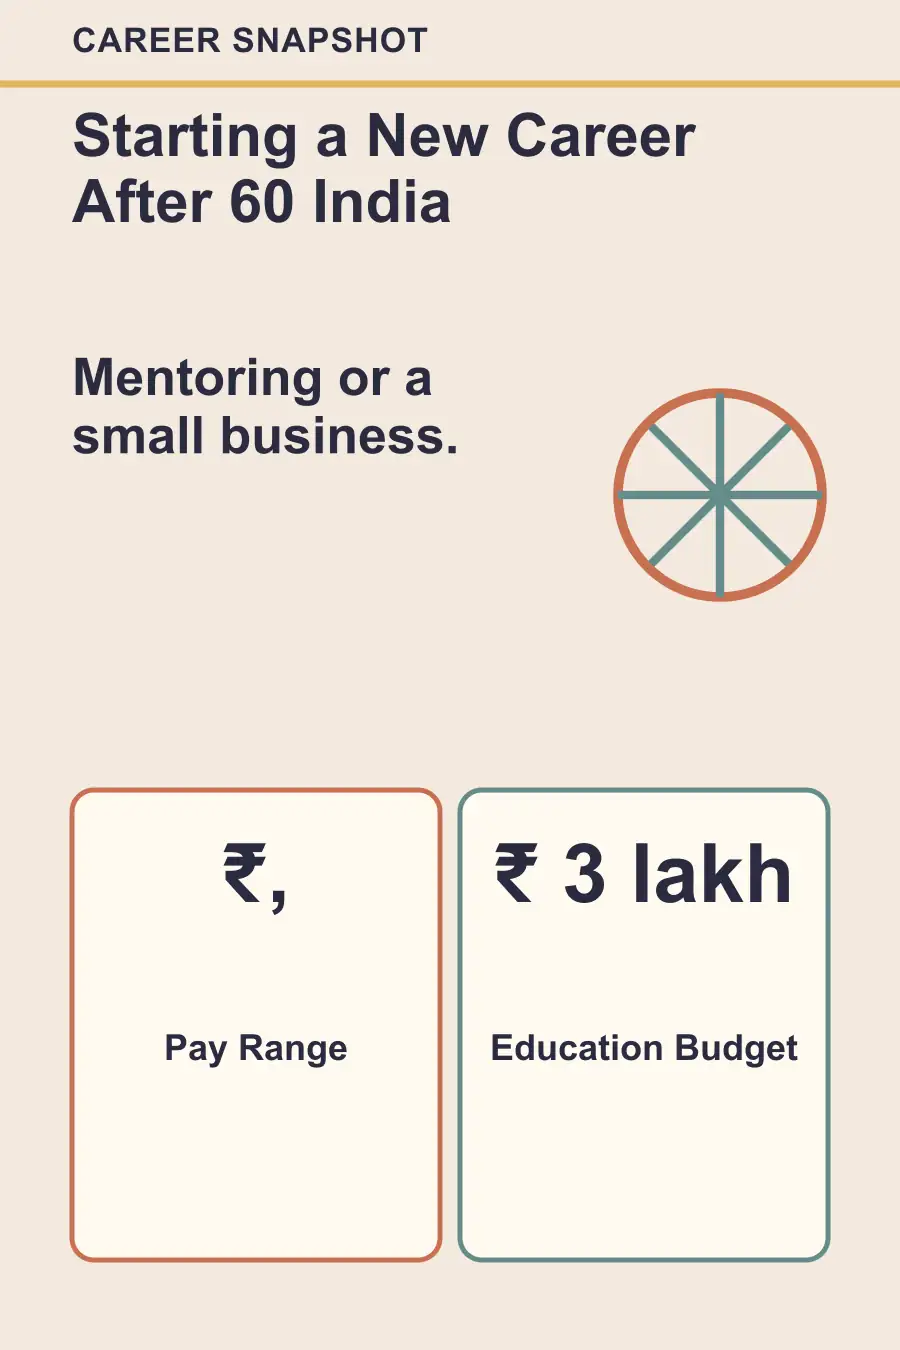 CAREER SNAPSHOT
Starting a New Career
After 60 India
Mentoring or a
small business.
₹,
Pay Range
₹ 3 lakh
Education Budget